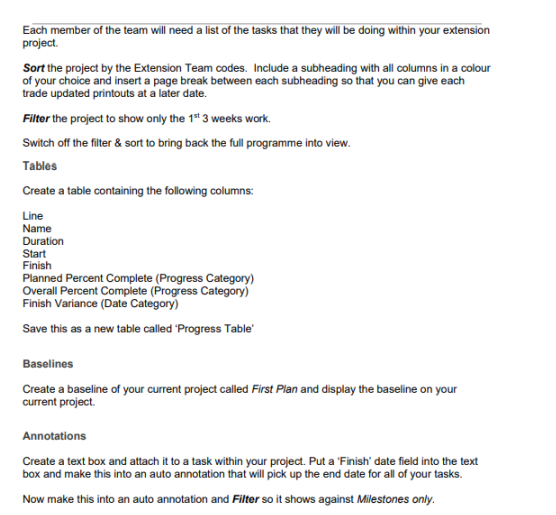 Each member of the team will need a list of the tasks that they will be doing within your extension
project.
Sort the project by the Extension Team codes.  Include a subheading with all columns in a colour
of your choice and insert a page break between each subheading so that you can give each
trade updated printouts at a later date.
Filter the project to show only the 1st 3 weeks work.
Switch off the filter & sort to bring back the full programme into view.
Tables
Create a table containing the following columns:
Line
Name
Duration
Start
Finish
Planned Percent Complete (Progress Category)
Overall Percent Complete (Progress Category)
Finish Variance (Date Category)
Save this as a new table called 'Progress Table'
Baselines
Create a baseline of your current project called First Plan and display the baseline on your
current project.
Annotations
Create a text box and attach it to a task within your project. Put a 'Finish' date field into the text
box and make this into an auto annotation that will pick up the end date for all of your tasks.
Now make this into an auto annotation and Filter so it shows against Milestones only.